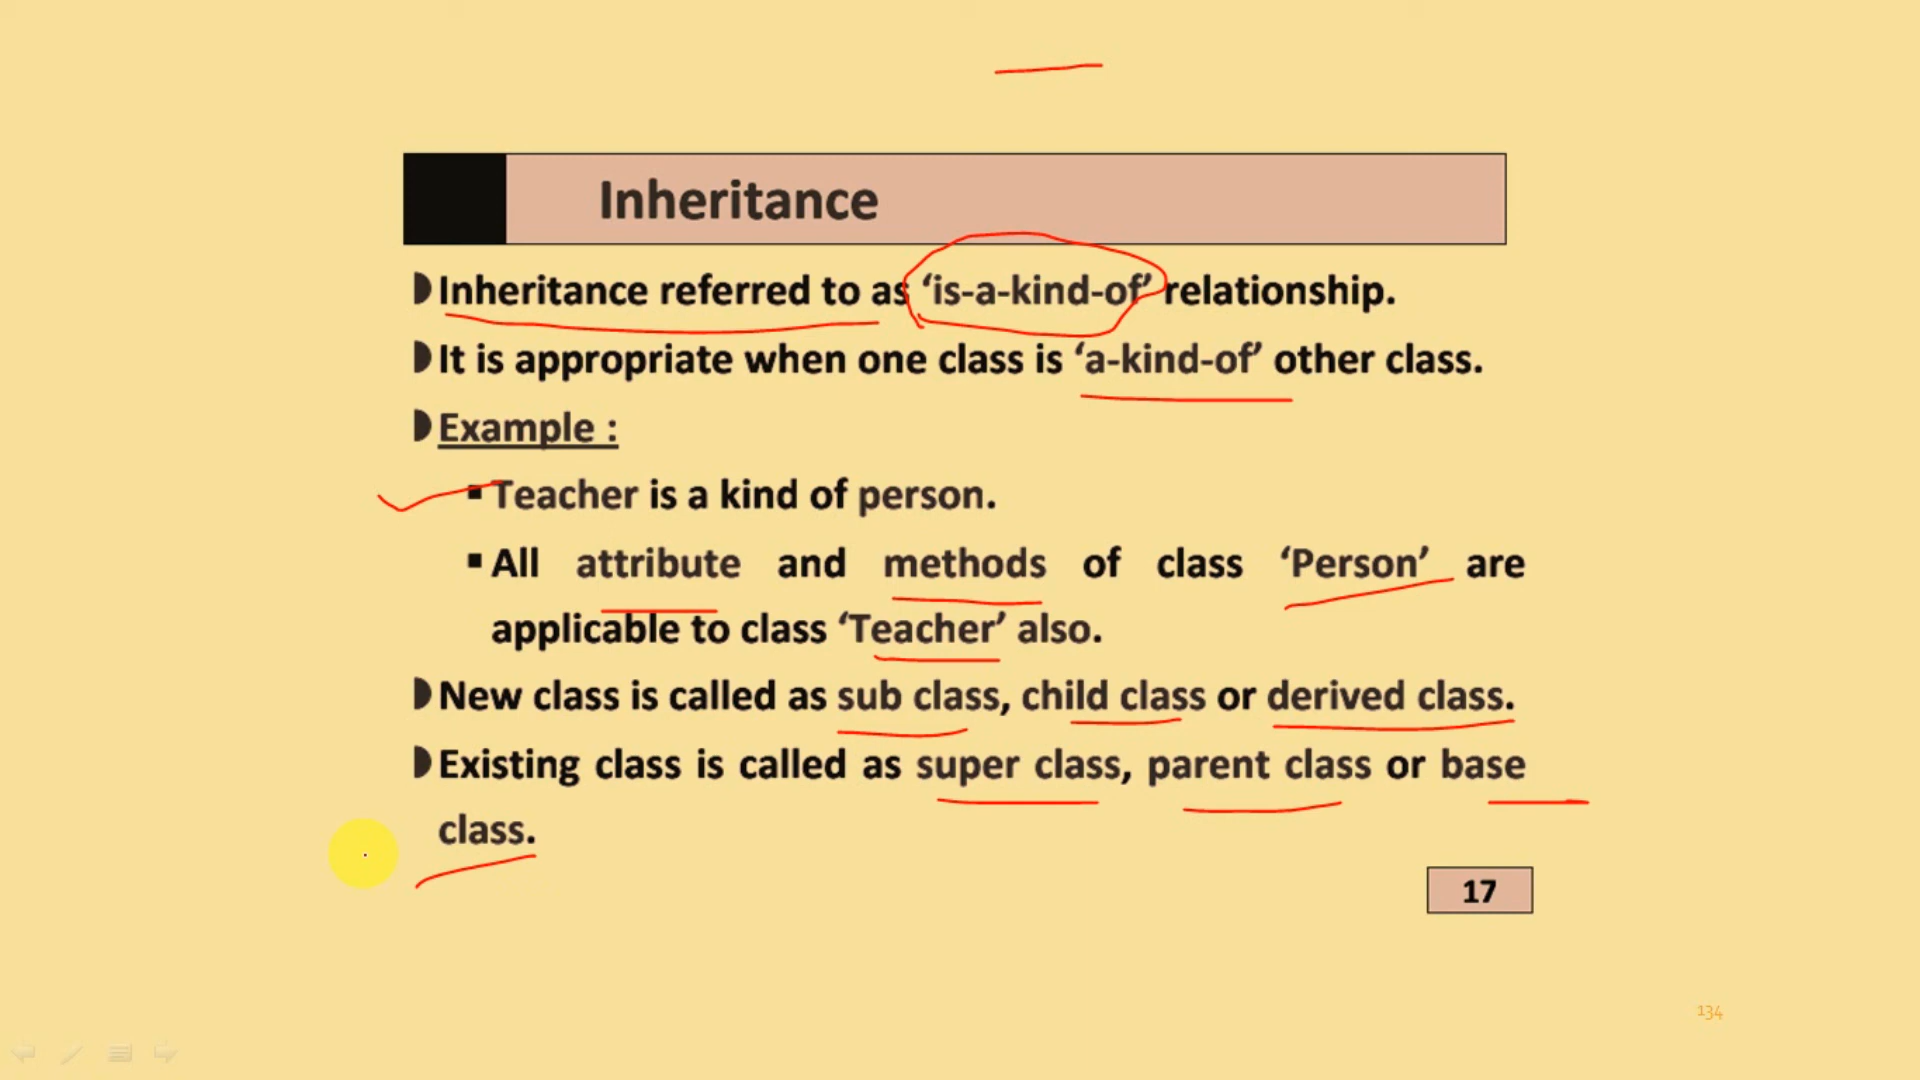 Inheritance
Inheritance referred to as ‘is-a-kind-of’ relationship.
It is appropriate when one class is ‘a-kind-of’ other class.
Example :
Teacher is a kind of person.
All attribute and methods of class ‘Person’ are
applicable to class ‘Teacher’ also.
New class is called as sub class, child class or derived class.
Existing class is called as super class, parent class or base
class.
17
134